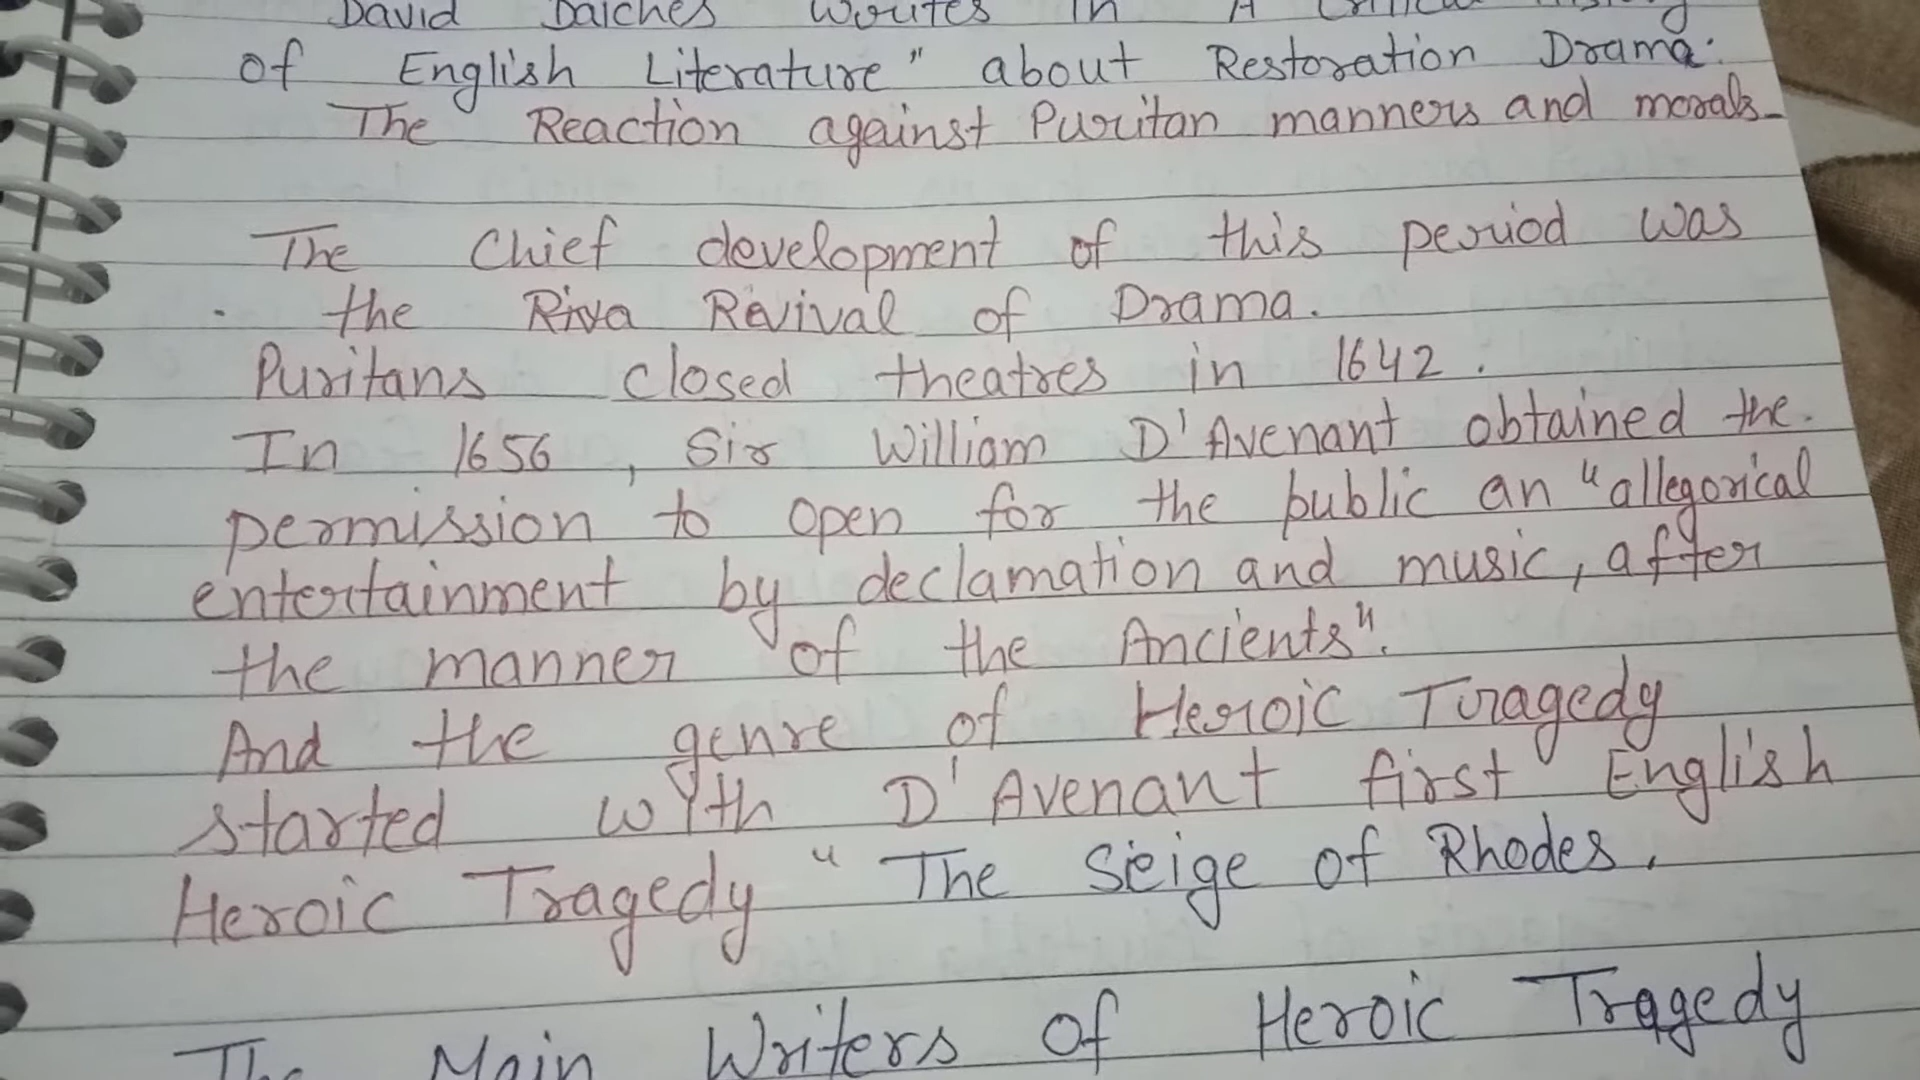 David Daiches writes in "A Critical History
of English Literature" about Restoration Drama:
The Reaction against Puritan manners and morals-
The Chief development of this period was
the Riva Revival of Drama.
Puritans closed theatres in 1642.
In 1656, Sir William D'Avenant obtained the
permission to open for the public an "allegorical
entertainment by declamation and music, after
the manner of the Ancients".
And the genre of Heroic Tragedy
started with D'Avenant first English
Heroic Tragedy "The Seige of Rhodes.
The Main Writers Of Heroic Tragedy